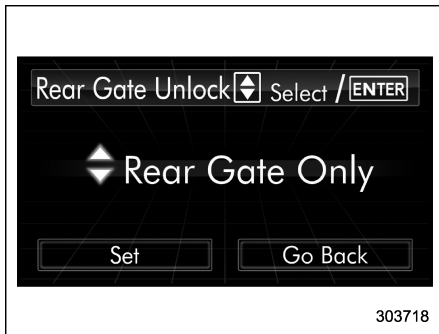 Rear Gate Unlock Select / ENTER
Rear Gate Only
Set Go Back
303718